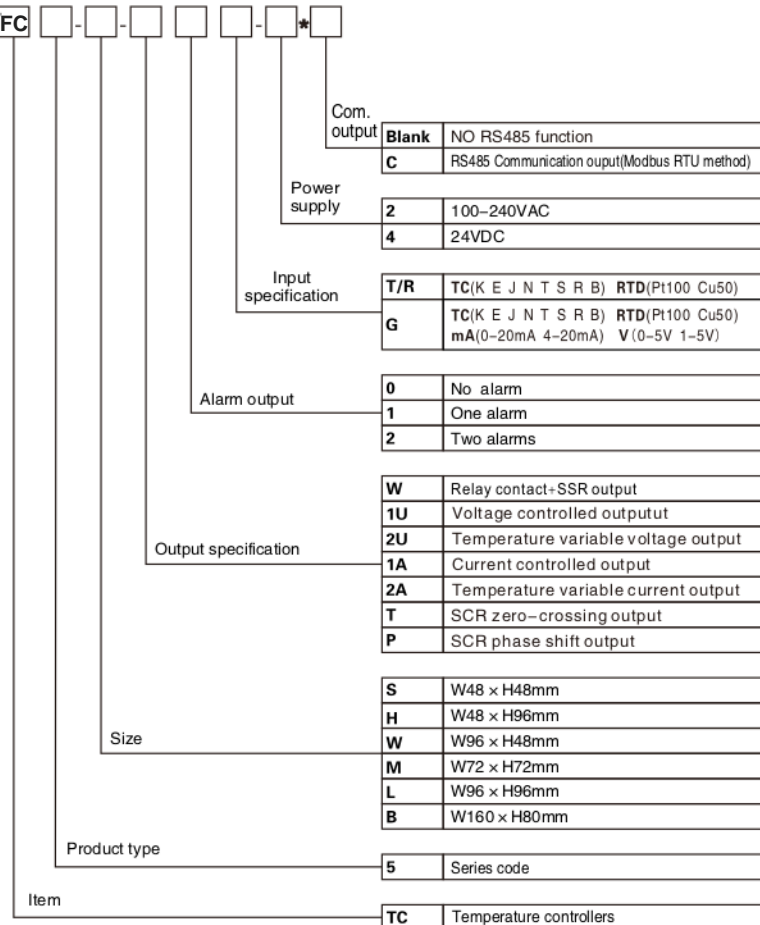 FC - - - *
Com.
output
Blank NO RS485 function
C RS485 Communication ouput(Modbus RTU method)
Power
supply
2 100-240VAC
4 24VDC
Input
specification
T/R TC(K E J N T S R B) RTD(Pt100 Cu50)
G TC(K E J N T S R B) RTD(Pt100 Cu50)
mA(0-20mA 4-20mA) V(0-5V 1-5V)
Alarm output
0 No alarm
1 One alarm
2 Two alarms
Output specification
W Relay contact+SSR output
1U Voltage controlled outputut
2U Temperature variable voltage output
1A Current controlled output
2A Temperature variable current output
T SCR zero-crossing output
P SCR phase shift output
Size
S W48 × H48mm
H W48 × H96mm
W W96 × H48mm
M W72 × H72mm
L W96 × H96mm
B W160 × H80mm
Product type
5 Series code
Item
TC Temperature controllers